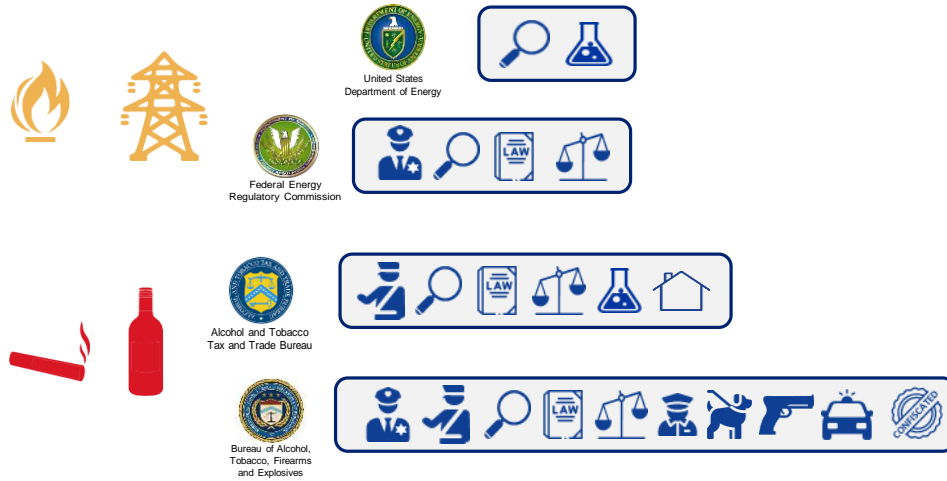 United States
Department of Energy
Federal Energy
Regulatory Commission
LAW
Alcohol and Tobacco
Tax and Trade Bureau
LAW
Bureau of Alcohol,
Tobacco, Firearms
and Explosives
LAW
CONFISCATED